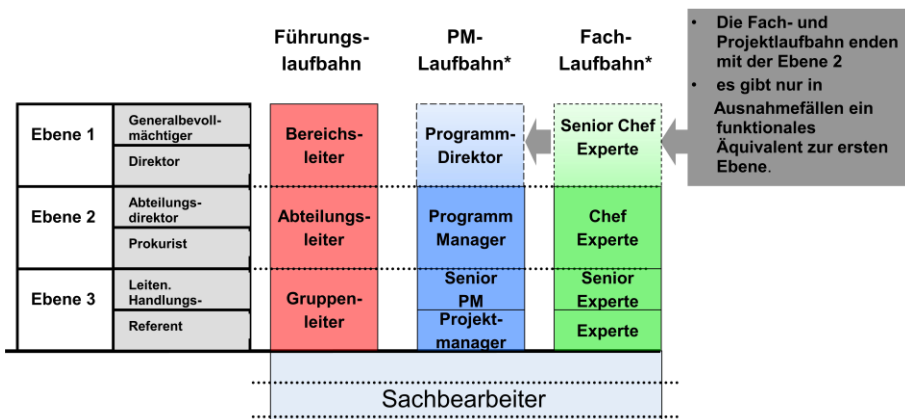 Führungs-
laufbahn
PM-
Laufbahn*
Fach-
Laufbahn*
• Die Fach- und
Projektlaufbahn enden
mit der Ebene 2
• es gibt nur in
Ausnahmefällen ein
funktionales
Äquivalent zur ersten
Ebene.
Ebene 1
Generalbevoll-
mächtiger
Direktor
Bereichs-
leiter
Programm-
Direktor
Senior Chef
Experte
Ebene 2
Abteilungs-
direktor
Prokurist
Abteilungs-
leiter
Programm
Manager
Chef
Experte
Ebene 3
Leiten.
Handlungs-
Referent
Gruppen-
leiter
Senior
PM
Projekt-
manager
Senior
Experte
Experte
Sachbearbeiter